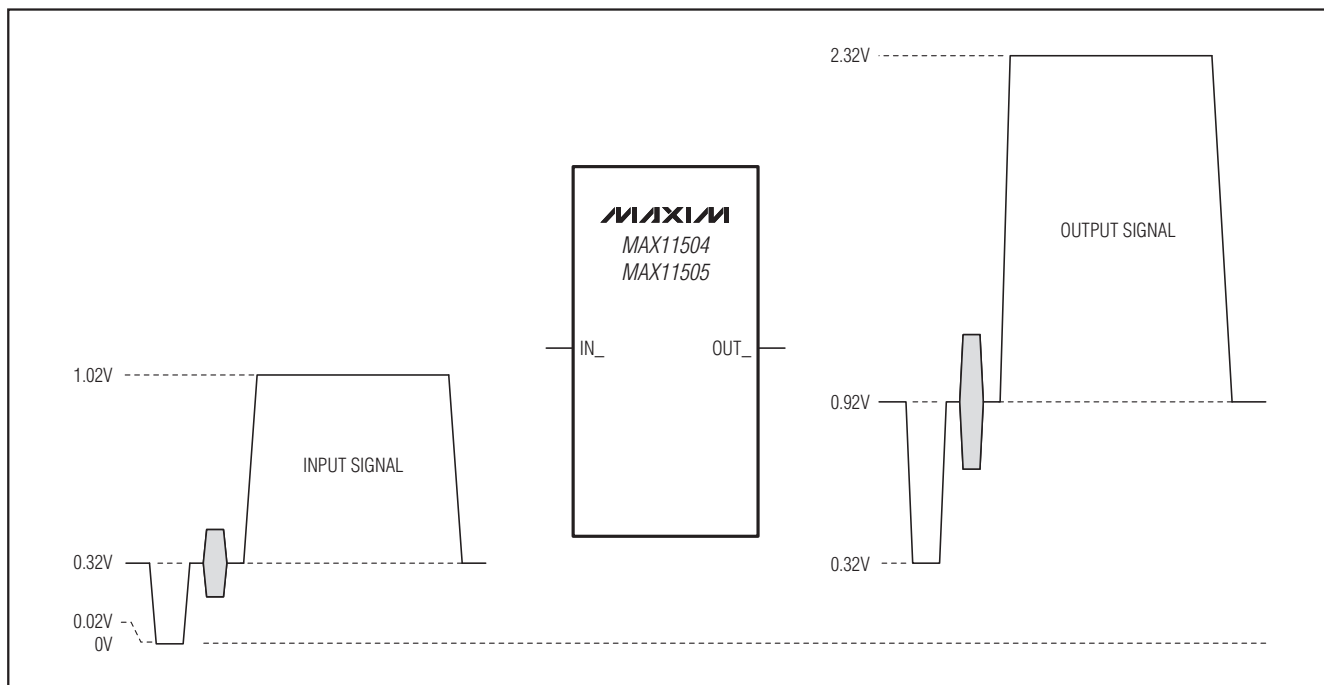 2.32V
MAXIM
MAX11504
MAX11505
OUTPUT SIGNAL
IN_
OUT_
1.02V
0.92V
INPUT SIGNAL
0.32V
0.32V
0.02V
0V